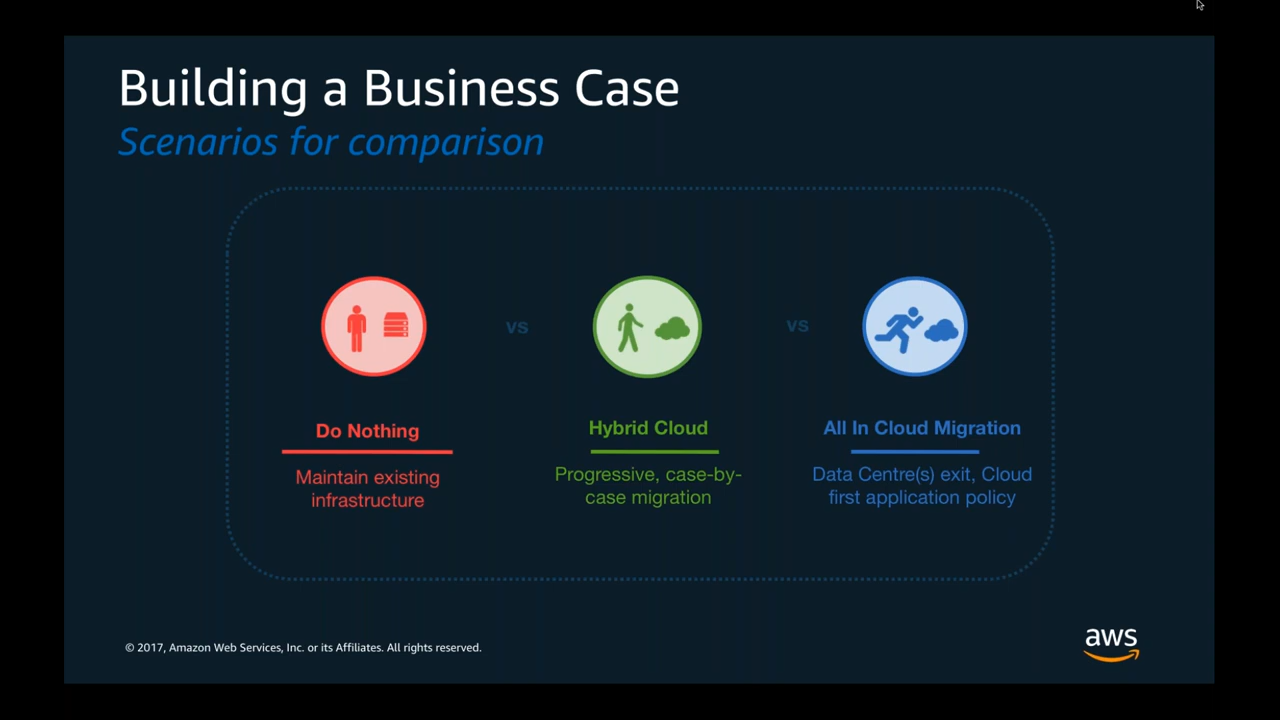 Building a Business Case
Scenarios for comparison
vs
vs
Do Nothing
Maintain existing
infrastructure
Hybrid Cloud
Progressive, case-by-
case migration
All In Cloud Migration
Data Centre(s) exit, Cloud
first application policy
© 2017, Amazon Web Services, Inc. or its Affiliates. All rights reserved.
aws